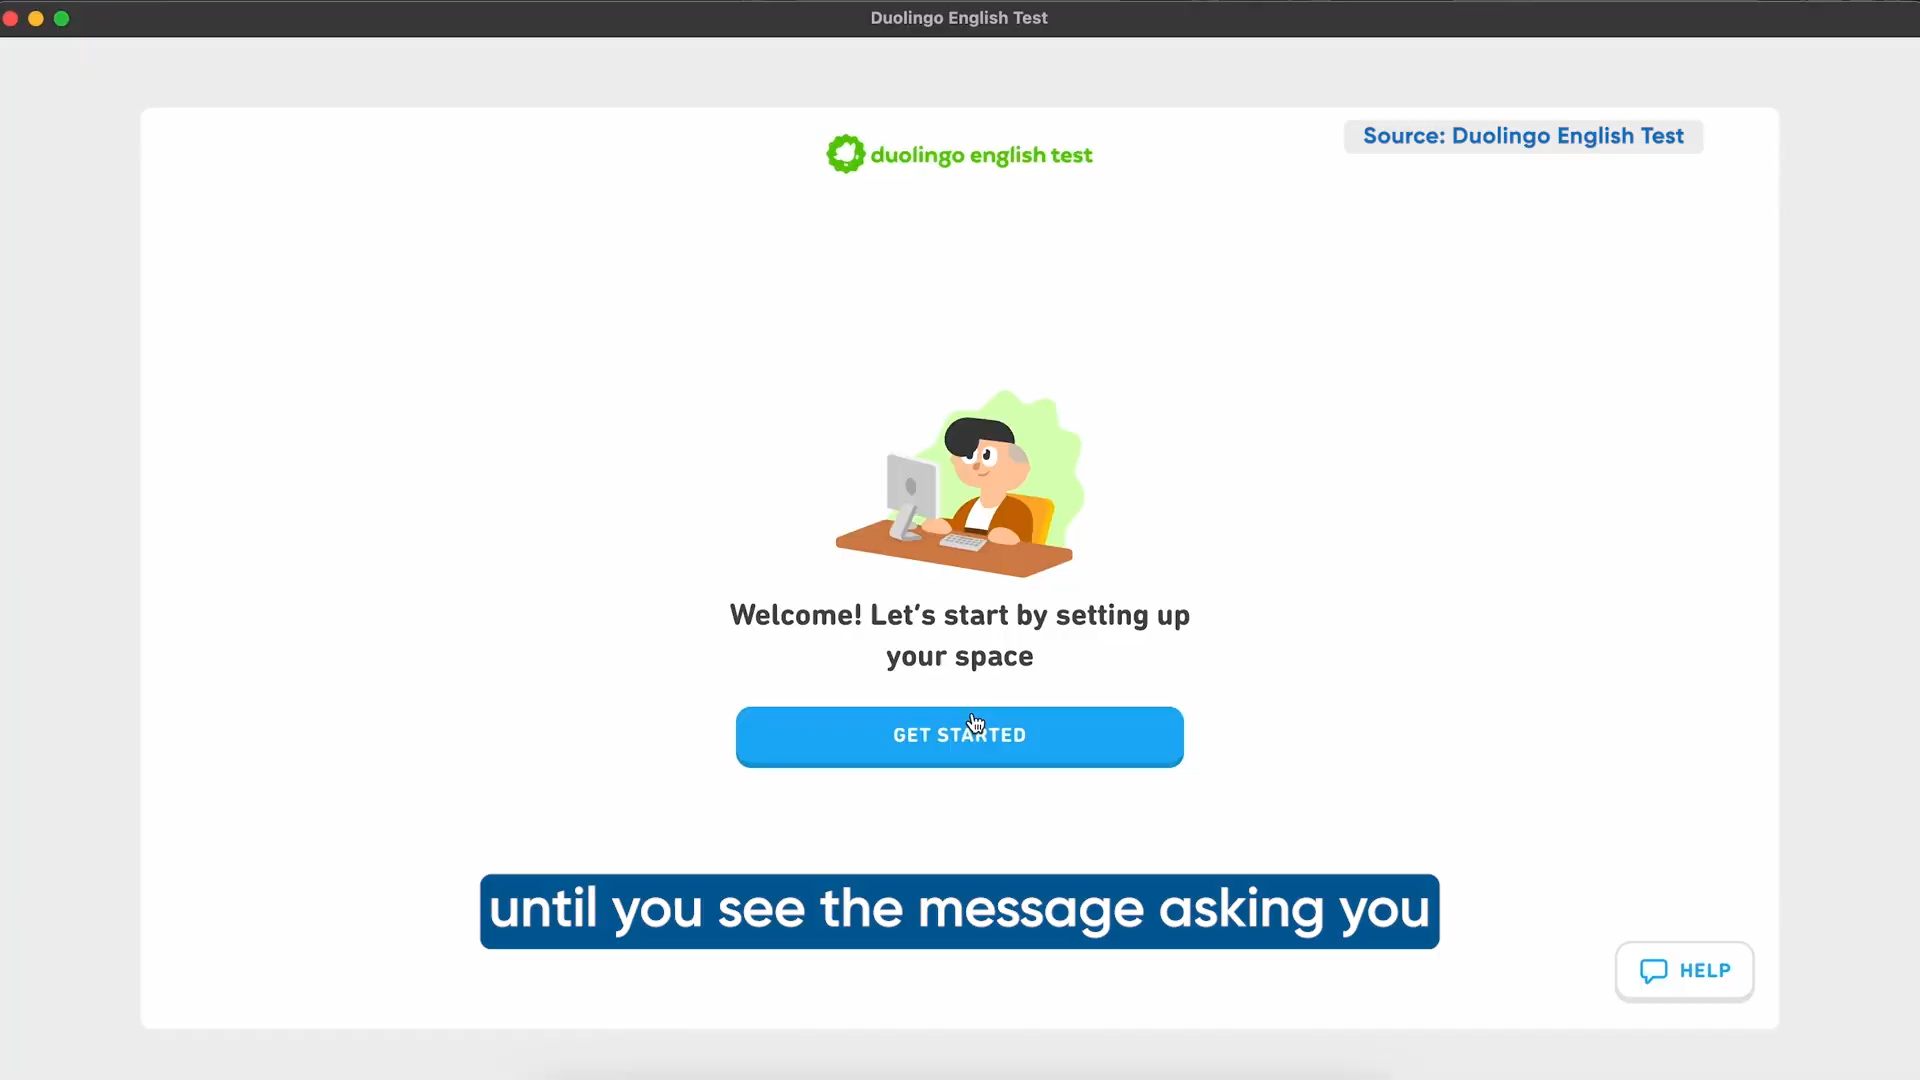 Duolingo English Test
duolingo english test
Source: Duolingo English Test
Welcome! Let's start by setting up
your space
GET STARTED
until you see the message asking you
HELP